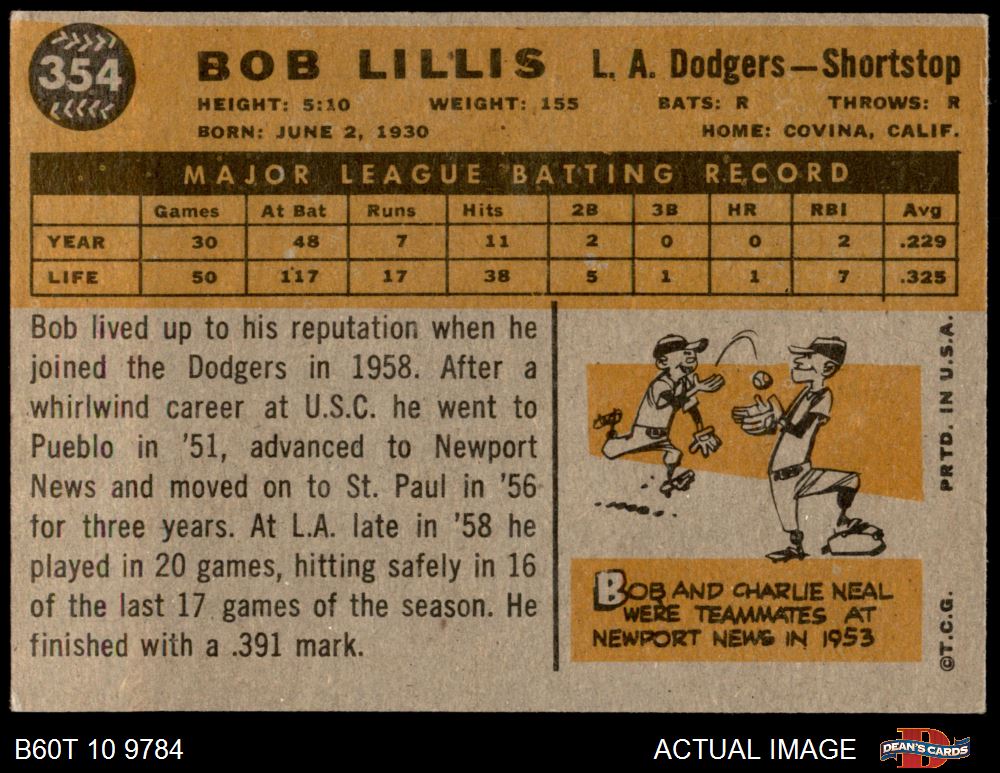 354
BOB LILLIS L. A. Dodgers—Shortstop
HEIGHT: 5:10 WEIGHT: 155 BATS: R THROWS: R
BORN: JUNE 2, 1930 HOME: COVINA, CALIF.
MAJOR LEAGUE BATTING RECORD
Games At Bat Runs Hits 2B 3B HR RBI Avg
YEAR 30 48 7 11 2 0 0 2 .229
LIFE 50 117 17 38 5 1 1 7 .325
Bob lived up to his reputation when he
joined the Dodgers in 1958. After a
whirlwind career at U.S.C. he went to
Pueblo in '51, advanced to Newport
News and moved on to St. Paul in '56
for three years. At L.A. late in '58 he
played in 20 games, hitting safely in 16
of the last 17 games of the season. He
finished with a .391 mark.
BOB AND CHARLIE NEAL
WERE TEAMMATES AT
NEWPORT NEWS IN 1953
©T.C.G. PRTD. IN U.S.A.
B60T 10 9784 ACTUAL IMAGE DEAN'S CARDS